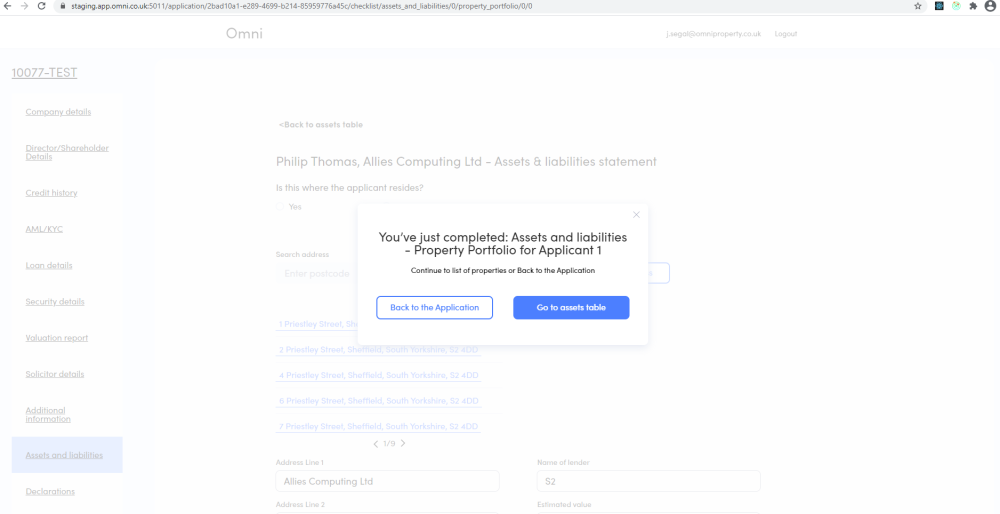 staging.app.omni.co.uk:5011/application/2bad10a1-e289-4699-b214-85959776a45c/checklist/assets_and_liabilities/0/property_portfolio/0/0
Omni
j.segal@omniproperty.co.uk Logout
10077-TEST
Company details
Director/Shareholder
Details
Credit history
AML/KYC
Loan details
Security details
Valuation report
Solicitor details
Additional
information
Assets and liabilities
Declarations
<Back to assets table
Philip Thomas, Allies Computing Ltd - Assets & liabilities statement
Is this where the applicant resides?
Yes
Search address
Enter postcode
You've just completed: Assets and liabilities
- Property Portfolio for Applicant 1
Continue to list of properties or Back to the Application
Back to the Application
Go to assets table
1 Priestley Street,
2 Priestley Street, Sheffield, South Yorkshire, S2 4DD
4 Priestley Street, Sheffield, South Yorkshire, S2 4DD
6 Priestley Street, Sheffield, South Yorkshire, S2 4DD
7 Priestley Street, Sheffield, South Yorkshire, S2 4DD
< 1/9 >
Address Line 1
Allies Computing Ltd
Name of lender
S2
Address Line 2
Estimated value